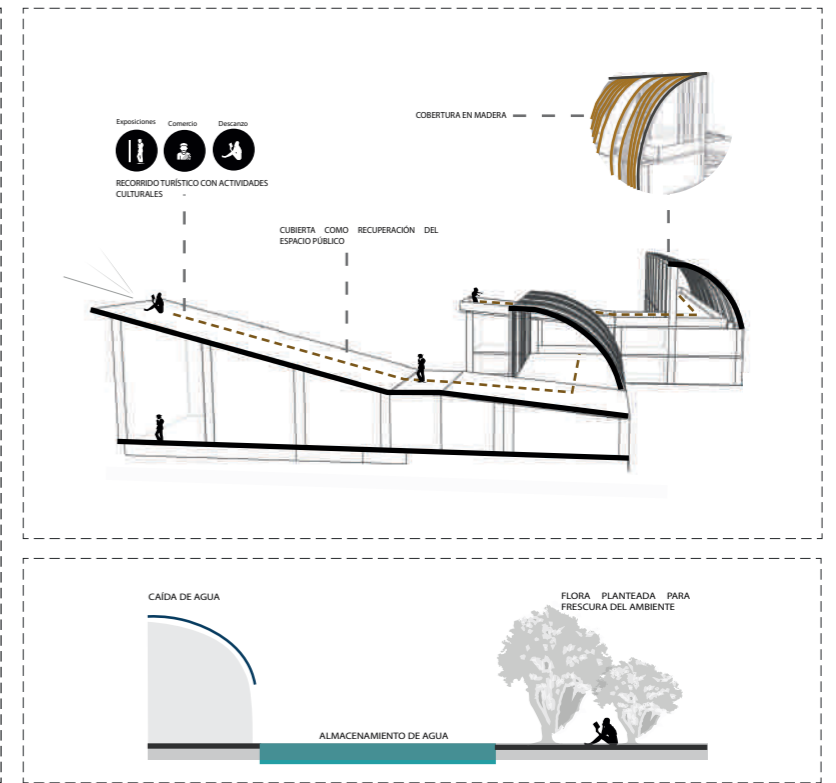 Exposiciones Comercio Descanzo
RECORRIDO TURÍSTICO CON ACTIVIDADES
CULTURALES
COBERTURA EN MADERA
CUBIERTA COMO RECUPERACIÓN DEL
ESPACIO PÚBLICO
CAÍDA DE AGUA
FLORA PLANTEADA PARA
FRESCURA DEL AMBIENTE
ALMACENAMIENTO DE AGUA